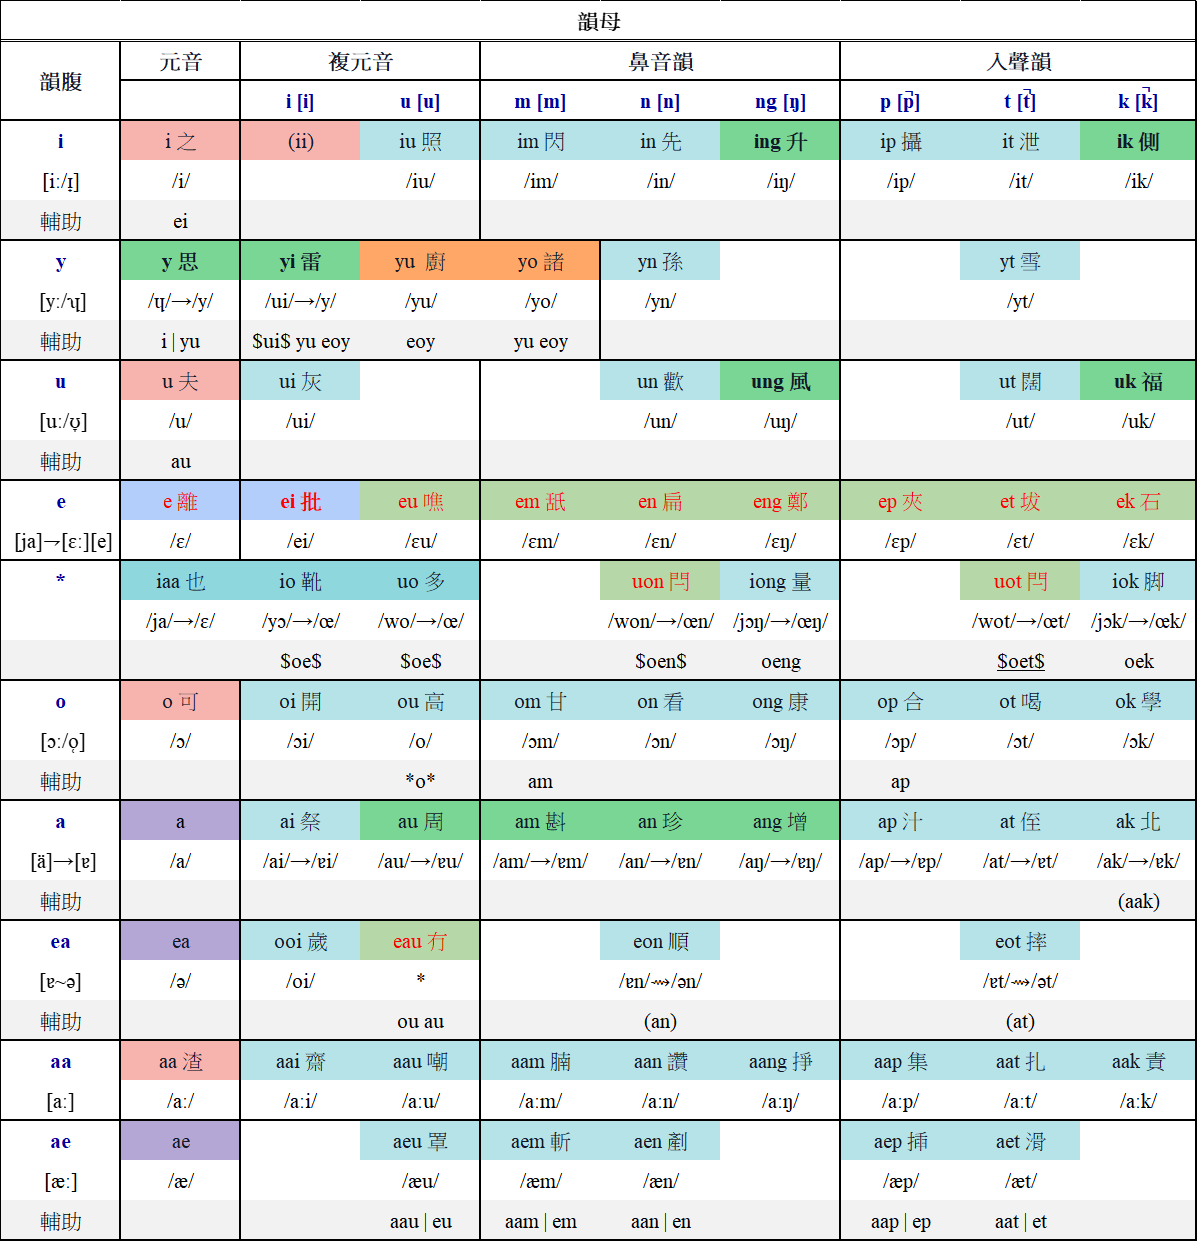 韻母
韻腹 元音 複元音 鼻音韻 入聲韻
i [i] u [u] m [m] n [n] ng [ŋ] p [p̚] t [t̚] k [k̚]
i i 之 (ii) iu 照 im 閃 in 先 ing 升 ip 攝 it 泄 ik 側
[iː/ɪ̞] /i/ /iu/ /im/ /in/ /iŋ/ /ip/ /it/ /ik/
輔助 ei
y y 思 yi 雷 yu 廚 yo 諸 yn 孫 yt 雪
[yː/ɥ] /ɥ/→/y/ /ui/→/y/ /yu/ /yo/ /yn/ /yt/
輔助 i | yu $ui$ yu eoy eoy yu eoy
u u 夫 ui 灰 un 歡 ung 風 ut 闊 uk 福
[uː/ʊ̞] /u/ /ui/ /un/ /uŋ/ /ut/ /uk/
輔助 au
e e 離 ei 批 eu 噍 em 舐 en 扁 eng 鄭 ep 夾 et 坺 ek 石
[ja]→[ɛː][e] /ɛ/ /ei/ /ɛu/ /ɛm/ /ɛn/ /ɛŋ/ /ɛp/ /ɛt/ /ɛk/
* iaa 也 io 靴 uo 多 uon 閂 iong 量 uot 閂 iok 脚
/ja/→/ɛ/ /yɔ/→/œ/ /wo/→/œ/ /won/→/œn/ /jɔŋ/→/œŋ/ /wot/→/œt/ /jɔk/→/œk/
$oe$ $oe$ $oen$ oeng $oet$ oek
o o 可 oi 開 ou 高 om 甘 on 看 ong 康 op 合 ot 喝 ok 學
[ɔː/o̞] /ɔ/ /ɔi/ /o/ /ɔm/ /ɔn/ /ɔŋ/ /ɔp/ /ɔt/ /ɔk/
輔助 *o* am ap
a a ai 祭 au 周 am 斟 an 珍 ang 增 ap 汁 at 侄 ak 北
[ä]→[ɐ] /a/ /ai/→/ɐi/ /au/→/ɐu/ /am/→/ɐm/ /an/→/ɐn/ /aŋ/→/ɐŋ/ /ap/→/ɐp/ /at/→/ɐt/ /ak/→/ɐk/
輔助 (aak)
ea ea ooi 歲 eau 冇 eon 順 eot 摔
[ɐ~ə] /ə/ /oi/ * /ɐn/⇝/ən/ /ɐt/⇝/ət/
輔助 ou au (an) (at)
aa aa 渣 aai 齋 aau 嘲 aam 腩 aan 讚 aang 掙 aap 集 aat 扎 aak 責
[aː] /aː/ /aːi/ /aːu/ /aːm/ /aːn/ /aːŋ/ /aːp/ /aːt/ /aːk/
ae ae aeu 罩 aem 斬 aen 剷 aep 插 aet 滑
[æː] /æ/ /æu/ /æm/ /æn/ /æp/ /æt/
輔助 aau | eu aam | em aan | en aap | ep aat | et